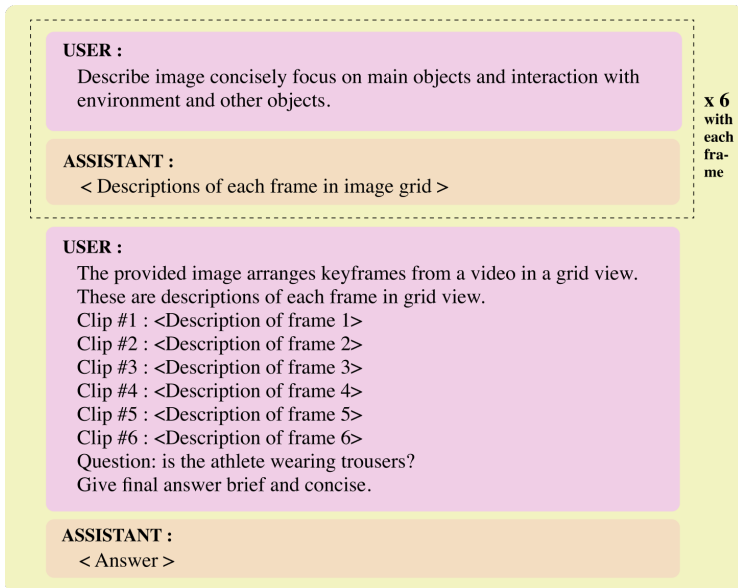 USER :
Describe image concisely focus on main objects and interaction with
environment and other objects.
ASSISTANT :
< Descriptions of each frame in image grid >
x 6
with
each
fra-
me
USER :
The provided image arranges keyframes from a video in a grid view.
These are descriptions of each frame in grid view.
Clip #1 : <Description of frame 1>
Clip #2 : <Description of frame 2>
Clip #3 : <Description of frame 3>
Clip #4 : <Description of frame 4>
Clip #5 : <Description of frame 5>
Clip #6 : <Description of frame 6>
Question: is the athlete wearing trousers?
Give final answer brief and concise.
ASSISTANT :
< Answer >